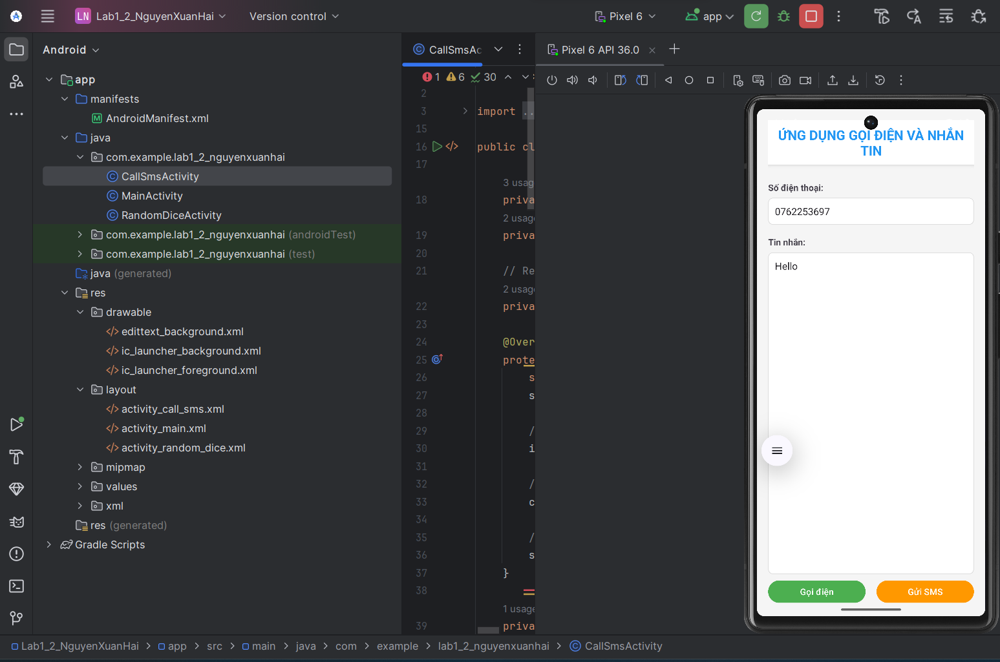 LN Lab1_2_NguyenXuanHai Version control Pixel 6 app
Android
app
manifests
AndroidManifest.xml
java
com.example.lab1_2_nguyenxuanhai
CallSmsActivity
MainActivity
RandomDiceActivity
com.example.lab1_2_nguyenxuanhai (androidTest)
com.example.lab1_2_nguyenxuanhai (test)
java (generated)
res
drawable
edittext_background.xml
ic_launcher_background.xml
ic_launcher_foreground.xml
layout
activity_call_sms.xml
activity_main.xml
activity_random_dice.xml
mipmap
values
xml
res (generated)
Gradle Scripts
CallSmsAc
1 6 30
2
3 import ..
15
16 public cl
17
3 usag
18 priva
2 usage
19 priva
20
21 // Re
2 usag
22 priva
23
24 @Over
25 prote
26 s
27 s
28
29 /
30 i
31
32 /
33 c
34
35 /
36 s
37 }
38
1 usage
39 priva
Pixel 6 API 36.0
ỨNG DỤNG GỌI ĐIỆN VÀ NHẮN
TIN
Số điện thoại:
0762253697
Tin nhắn:
Hello
Gọi điện Gửi SMS
Lab1_2_NguyenXuanHai > app > src > main > java > com > example > lab1_2_nguyenxuanhai > CallSmsActivity